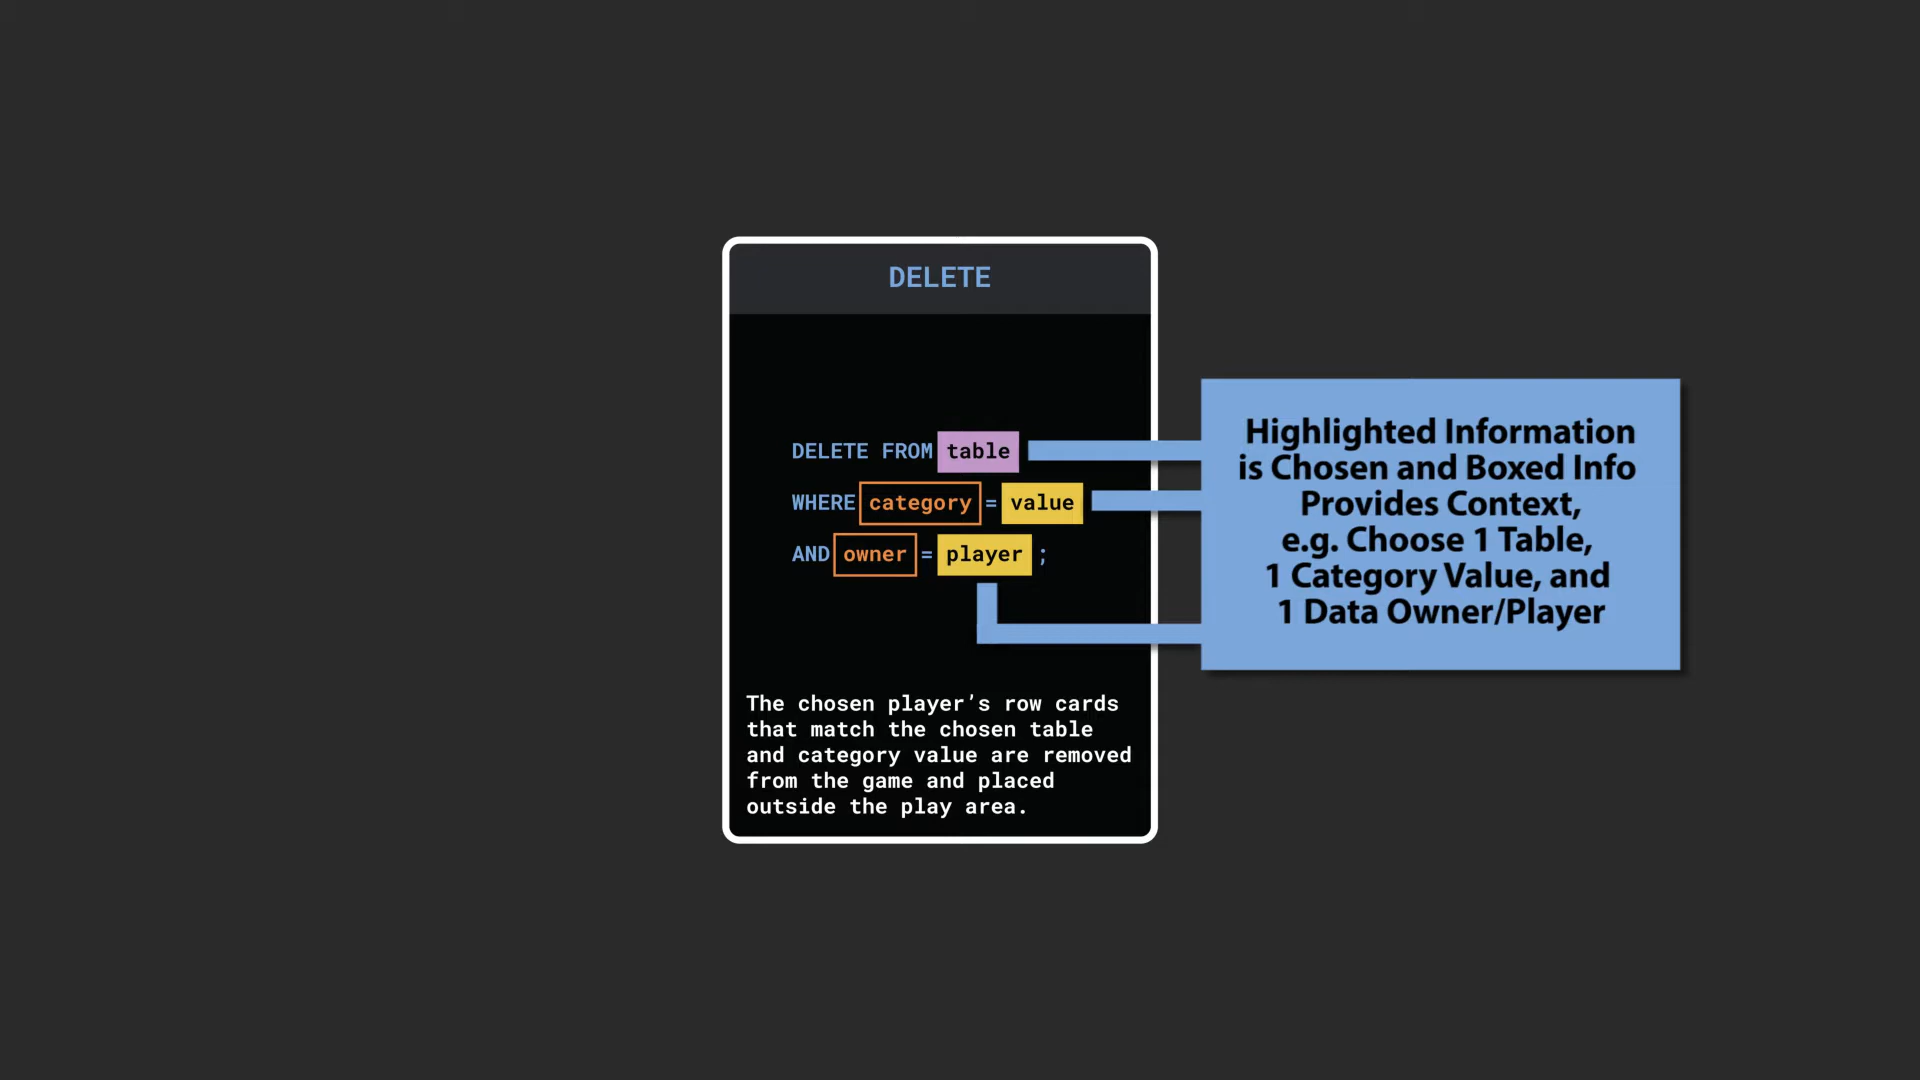 DELETE
DELETE FROM table
WHERE category = value
AND owner = player ;
The chosen player’s row cards
that match the chosen table
and category value are removed
from the game and placed
outside the play area.
Highlighted Information
is Chosen and Boxed Info
Provides Context,
e.g. Choose 1 Table,
1 Category Value, and
1 Data Owner/Player